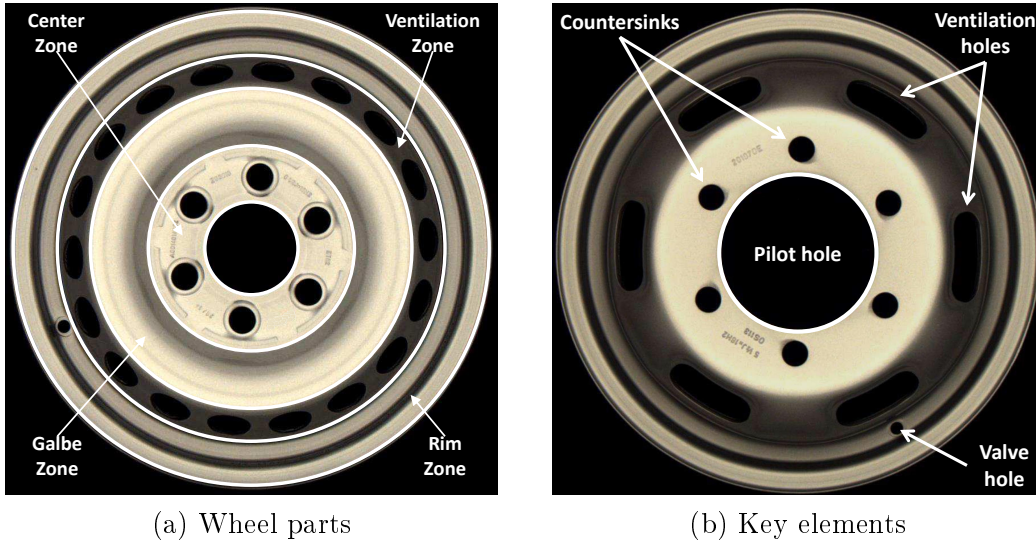 Center
Zone
Ventilation
Zone
Galbe
Zone
Rim
Zone
(a) Wheel parts
Countersinks
Ventilation
holes
Pilot hole
Valve
hole
(b) Key elements